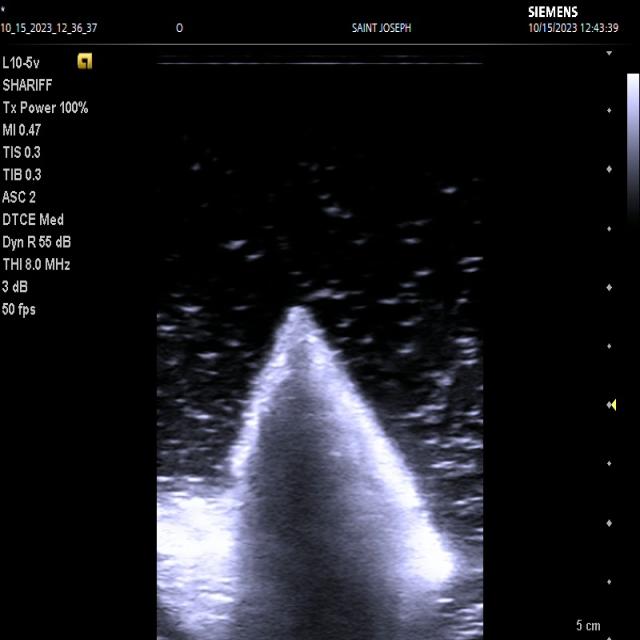 SIEMENS
10_15_2023_12_36_37 O SAINT JOSEPH 10/15/2023 12:43:39
L10-5v
SHARIFF
Tx Power 100%
MI 0.47
TIS 0.3
TIB 0.3
ASC 2
DTCE Med
Dyn R 55 dB
THI 8.0 MHz
3 dB
50 fps
5 cm